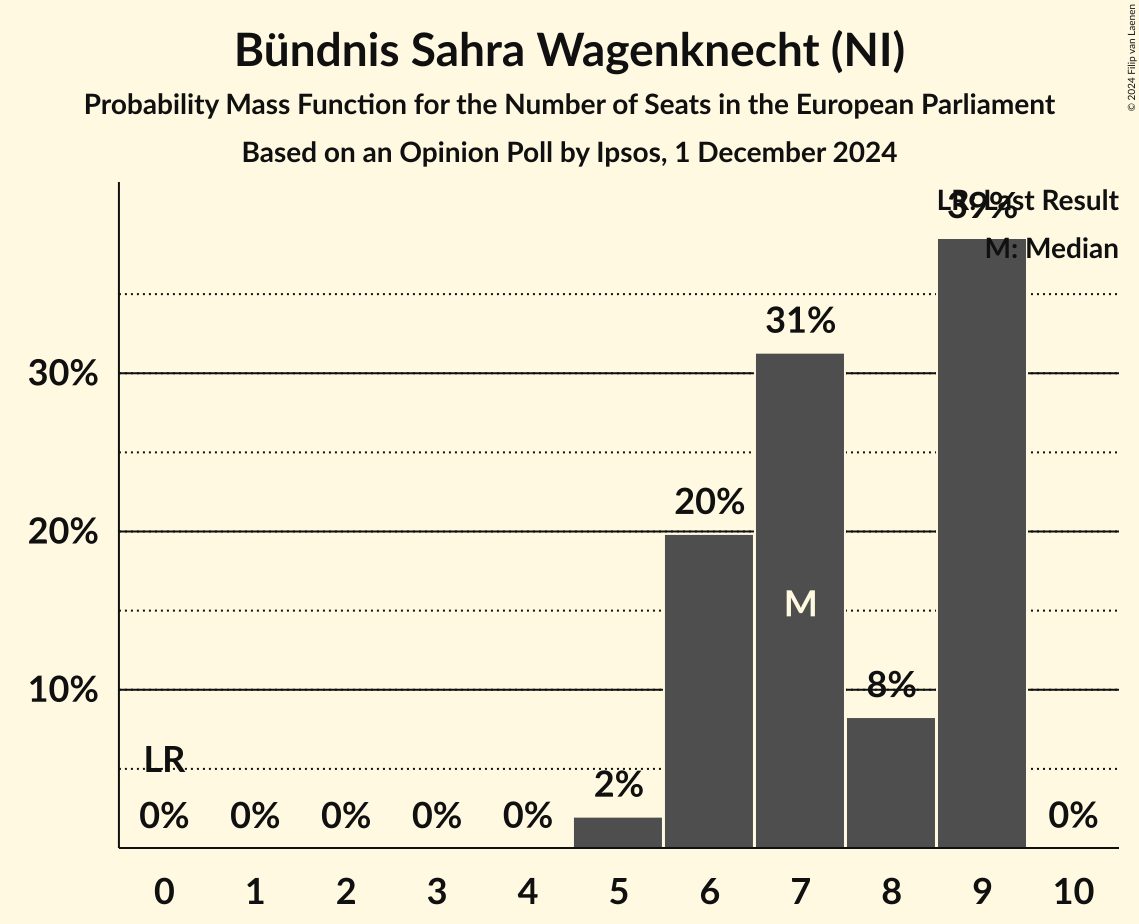 Bündnis Sahra Wagenknecht (NI)
Probability Mass Function for the Number of Seats in the European Parliament
Based on an Opinion Poll by Ipsos, 1 December 2024
© 2024 Filip van Laenen
LR: Last Result
39%
M: Median
31%
30%
20%
20%
M
10%
8%
LR
2%
0% 0% 0% 0% 0% 0%
0 1 2 3 4 5 6 7 8 9 10